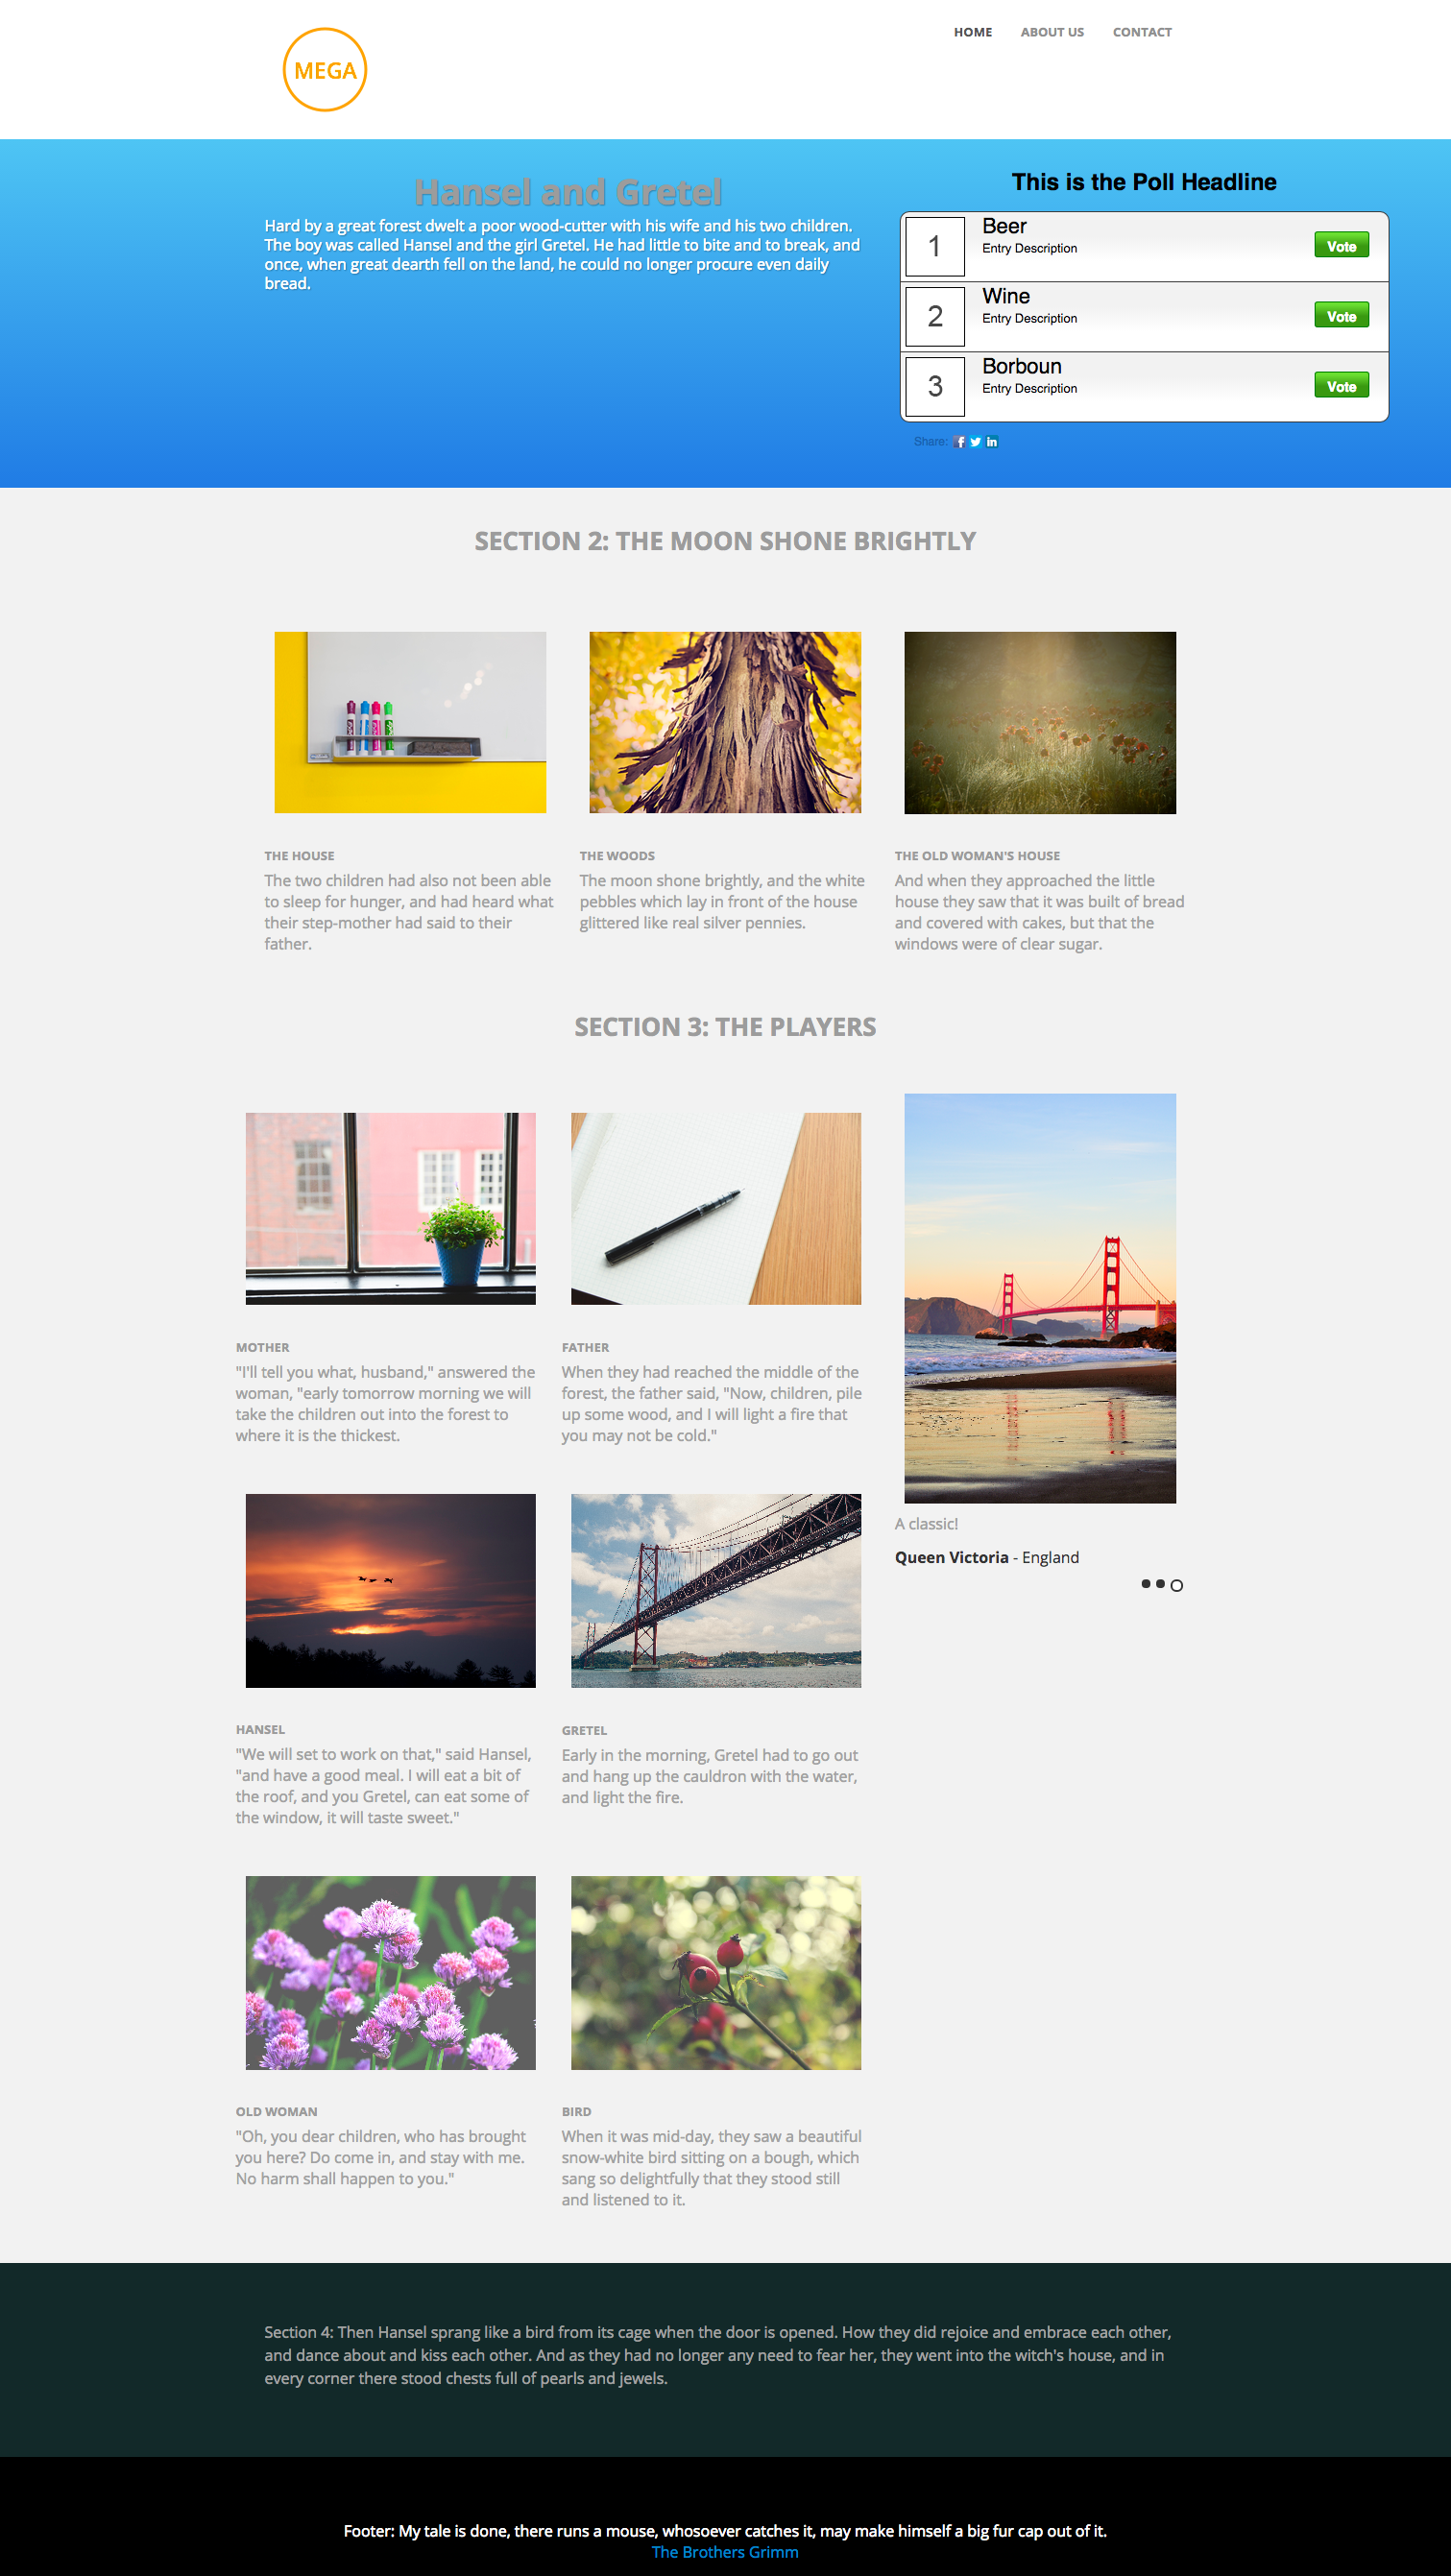 MEGA
HOME ABOUT US CONTACT
Hansel and Gretel
Hard by a great forest dwelt a poor wood-cutter with his wife and his two children.
The boy was called Hansel and the girl Gretel. He had little to bite and to break, and
once, when great dearth fell on the land, he could no longer procure even daily
bread.
This is the Poll Headline
1
Beer
Entry Description
Vote
2
Wine
Entry Description
Vote
3
Borboun
Entry Description
Vote
Share:
SECTION 2: THE MOON SHONE BRIGHTLY
THE HOUSE
The two children had also not been able
to sleep for hunger, and had heard what
their step-mother had said to their
father.
THE WOODS
The moon shone brightly, and the white
pebbles which lay in front of the house
glittered like real silver pennies.
THE OLD WOMAN'S HOUSE
And when they approached the little
house they saw that it was built of bread
and covered with cakes, but that the
windows were of clear sugar.
SECTION 3: THE PLAYERS
MOTHER
"I'll tell you what, husband," answered the
woman, "early tomorrow morning we will
take the children out into the forest to
where it is the thickest.
FATHER
When they had reached the middle of the
forest, the father said, "Now, children, pile
up some wood, and I will light a fire that
you may not be cold."
A classic!
Queen Victoria - England
HANSEL
"We will set to work on that," said Hansel,
"and have a good meal. I will eat a bit of
the roof, and you Gretel, can eat some of
the window, it will taste sweet."
GRETEL
Early in the morning, Gretel had to go out
and hang up the cauldron with the water,
and light the fire.
OLD WOMAN
"Oh, you dear children, who has brought
you here? Do come in, and stay with me.
No harm shall happen to you."
BIRD
When it was mid-day, they saw a beautiful
snow-white bird sitting on a bough, which
sang so delightfully that they stood still
and listened to it.
Section 4: Then Hansel sprang like a bird from its cage when the door is opened. How they did rejoice and embrace each other,
and dance about and kiss each other. And as they had no longer any need to fear her, they went into the witch's house, and in
every corner there stood chests full of pearls and jewels.
Footer: My tale is done, there runs a mouse, whosoever catches it, may make himself a big fur cap out of it.
The Brothers Grimm